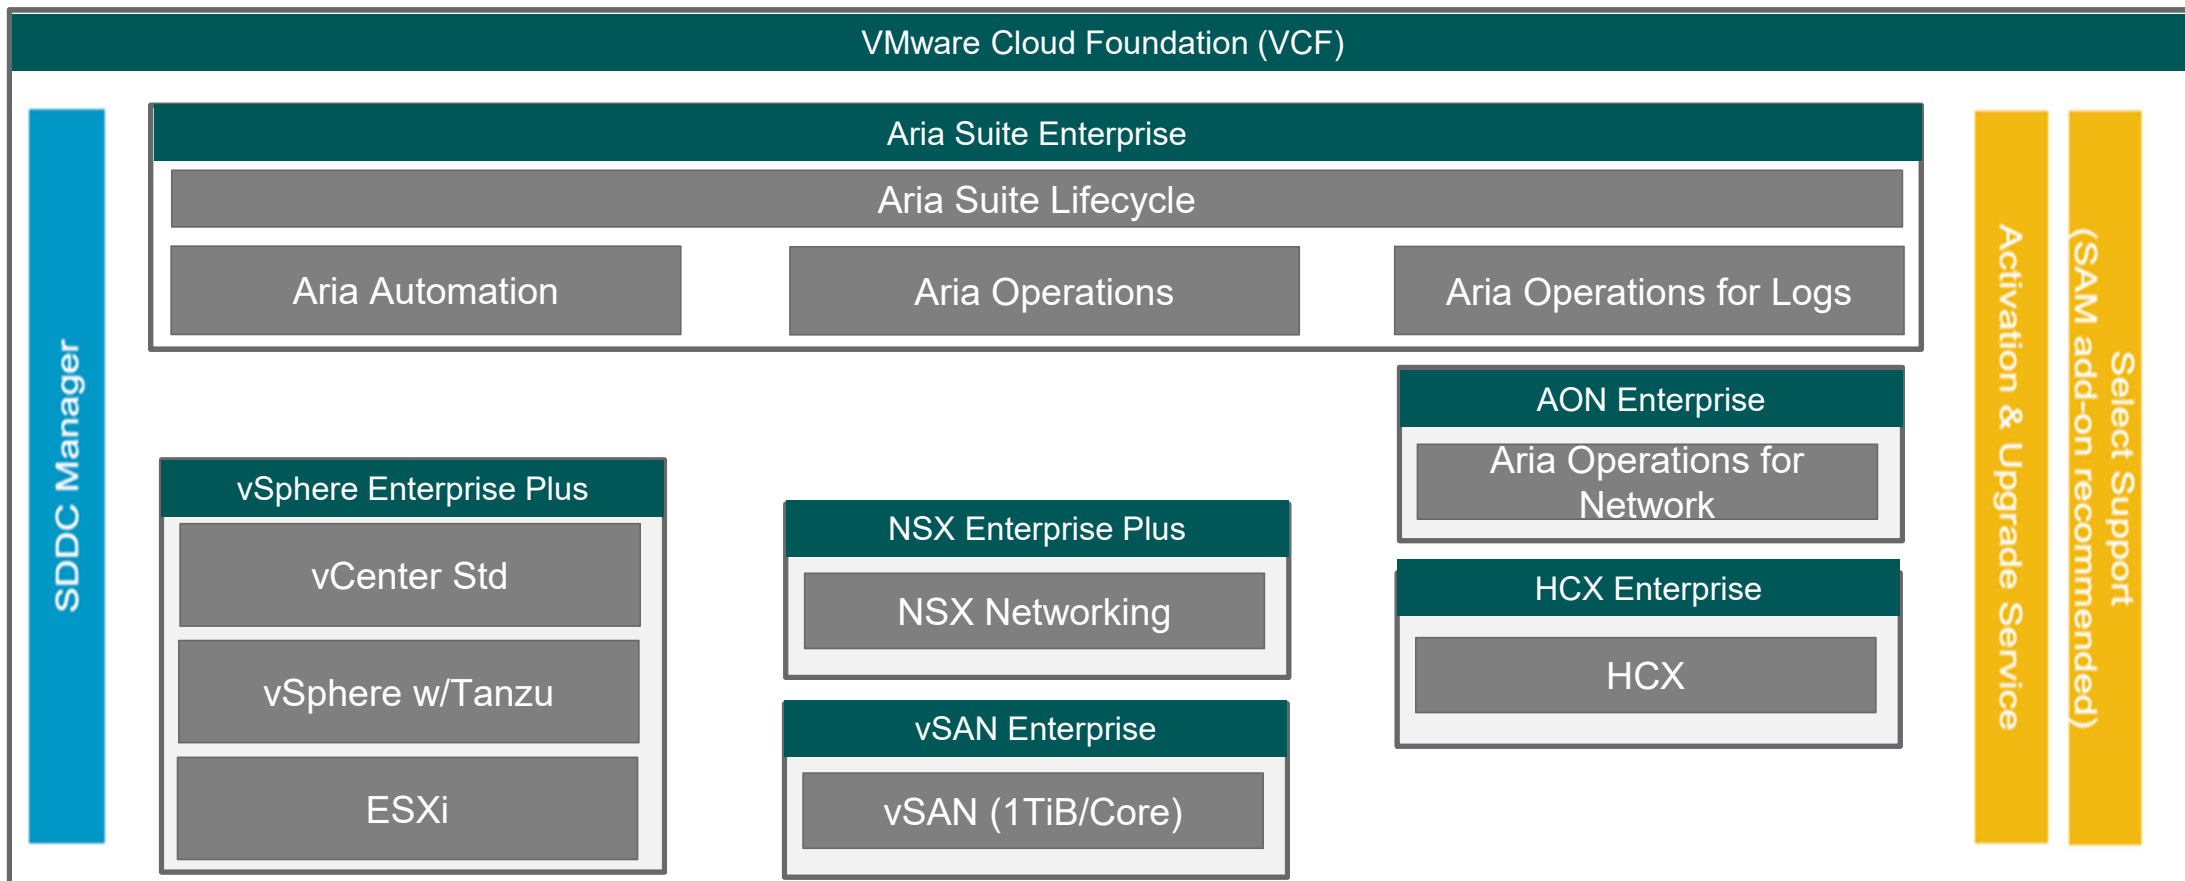 VMware Cloud Foundation (VCF)
SDDC Manager
Aria Suite Enterprise
Aria Suite Lifecycle
Aria Automation
Aria Operations
Aria Operations for Logs
vSphere Enterprise Plus
vCenter Std
vSphere w/Tanzu
ESXi
NSX Enterprise Plus
NSX Networking
vSAN Enterprise
vSAN (1TiB/Core)
AON Enterprise
Aria Operations for
Network
HCX Enterprise
HCX
Activation & Upgrade Service
Select Support
(SAM add-on recommended)